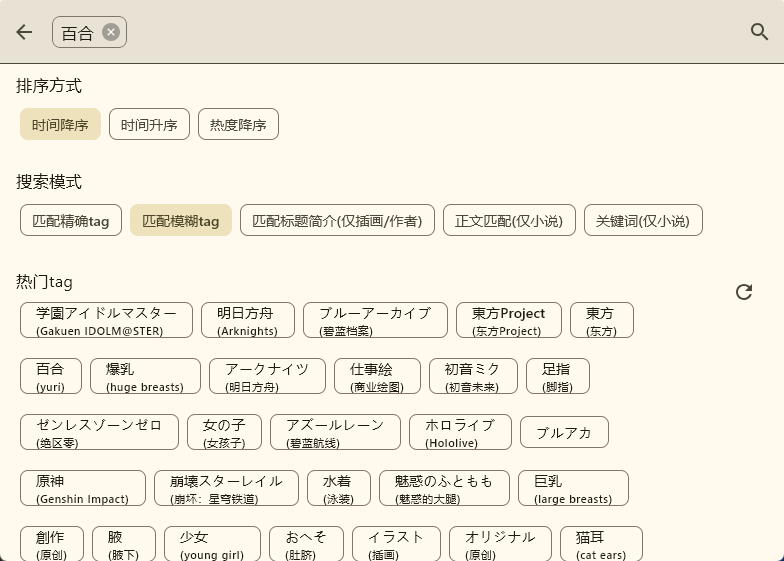 百合
排序方式
时间降序 时间升序 热度降序
搜索模式
匹配精确tag 匹配模糊tag 匹配标题简介(仅插画/作者) 正文匹配(仅小说) 关键词(仅小说)
热门tag
学園アイドルマスター 明日方舟 ブルーアーカイブ 東方Project 東方
(Gakuen IDOLM@STER) (Arknights) (碧蓝档案) (东方Project) (东方)
百合 爆乳 アークナイツ 仕事絵 初音ミク 足指
(yuri) (huge breasts) (明日方舟) (商业绘图) (初音未来) (脚指)
ゼンレスゾーンゼロ 女の子 アズールレーン ホロライブ ブルアカ
(绝区零) (女孩子) (碧蓝航线) (Hololive)
原神 崩壊スターレイル 水着 魅惑のふともも 巨乳
(Genshin Impact) (崩坏：星穹铁道) (泳装) (魅惑的大腿) (large breasts)
創作 腋 少女 おへそ イラスト オリジナル 猫耳
(原创) (腋下) (young girl) (肚脐) (插画) (原创) (cat ears)